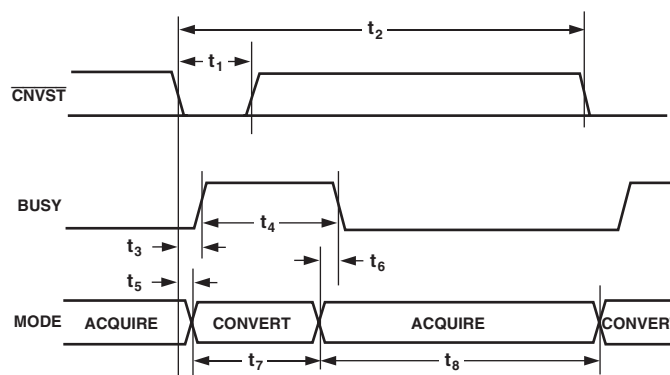 t2
t1
CNVST
BUSY
t4
t3
t6
t5
MODE
ACQUIRE
CONVERT
ACQUIRE
CONVER
t7
t8